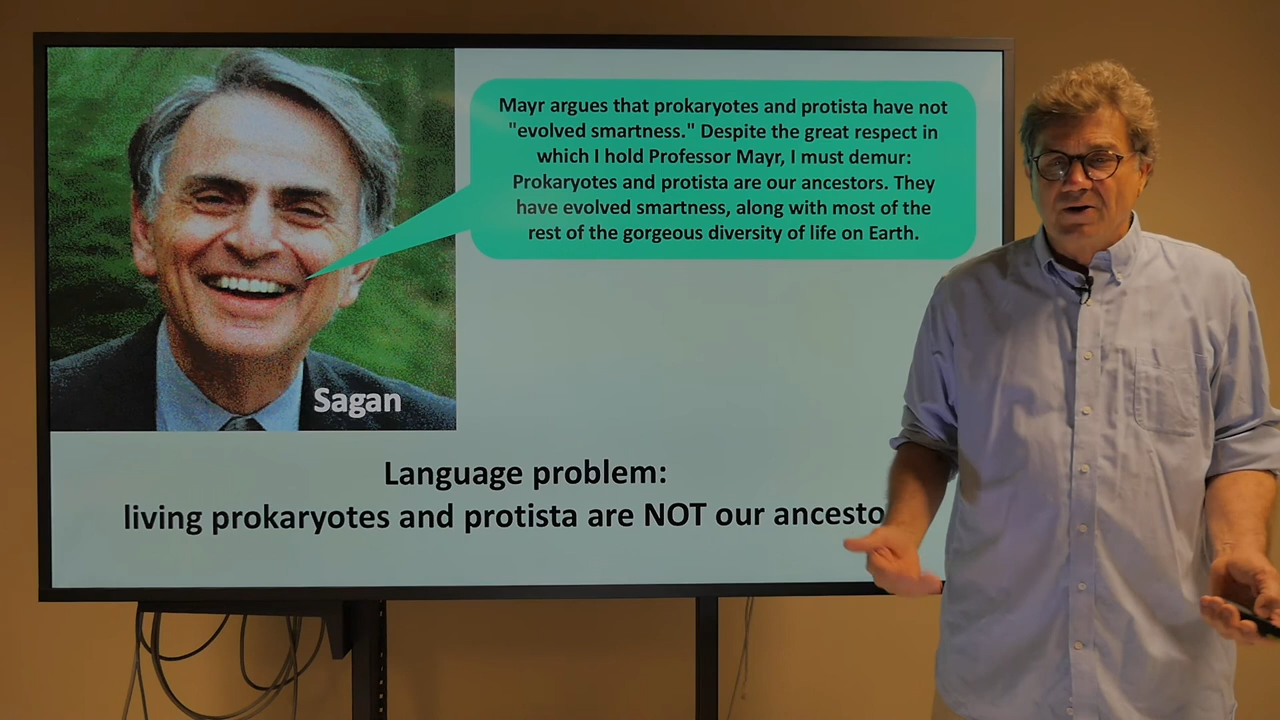 Mayr argues that prokaryotes and protista have not
"evolved smartness." Despite the great respect in
which I hold Professor Mayr, I must demur:
Prokaryotes and protista are our ancestors. They
have evolved smartness, along with most of the
rest of the gorgeous diversity of life on Earth.
Sagan
Language problem:
living prokaryotes and protista are NOT our ancesto